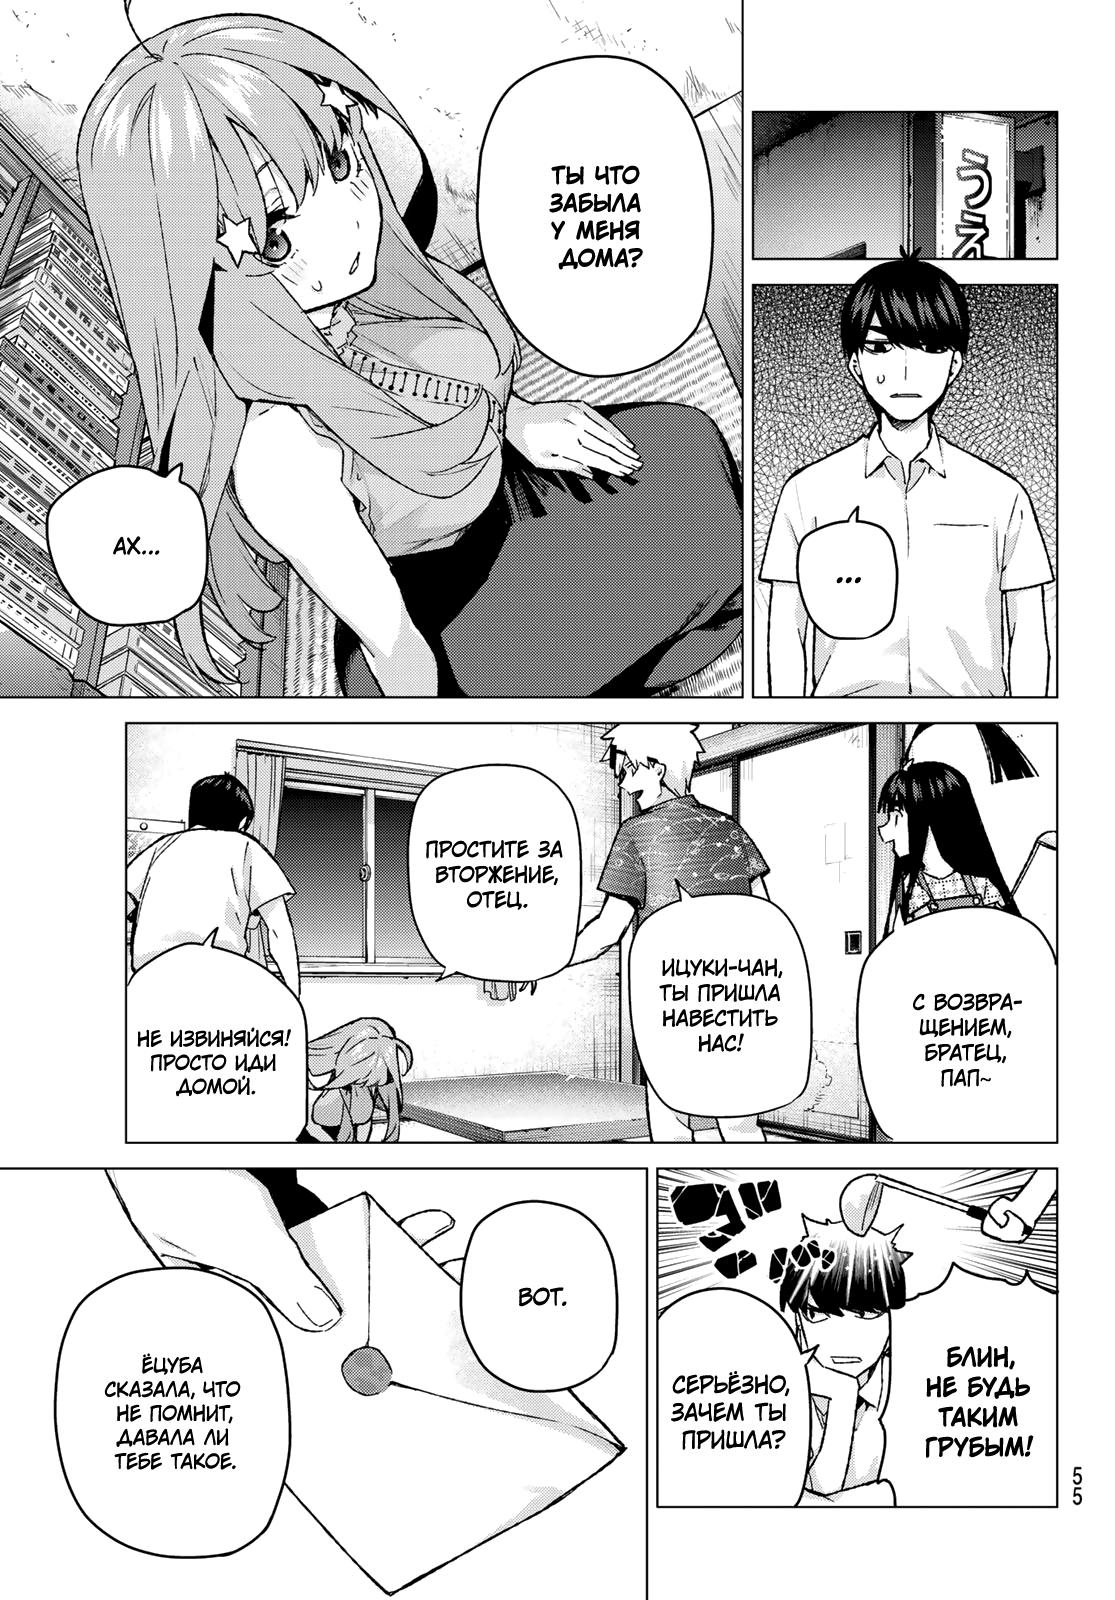 うえ
...
ТЫ ЧТО
ЗАБЫЛА
У МЕНЯ
ДОМА?
АХ...
С ВОЗВРА-
ЩЕНИЕМ,
БРАТЕЦ,
ПАП~
ИЦУКИ-ЧАН,
ТЫ ПРИШЛА
НАВЕСТИТЬ
НАС!
ПРОСТИТЕ ЗА
ВТОРЖЕНИЕ,
ОТЕЦ.
НЕ ИЗВИНЯЙСЯ!
ПРОСТО ИДИ
ДОМОЙ.
БЛИН,
НЕ БУДЬ
ТАКИМ
ГРУБЫМ!
СЕРЬЁЗНО,
ЗАЧЕМ ТЫ
ПРИШЛА?
ВОТ.
ЁЦУБА
СКАЗАЛА, ЧТО
НЕ ПОМНИТ,
ДАВАЛА ЛИ
ТЕБЕ ТАКОЕ.
55